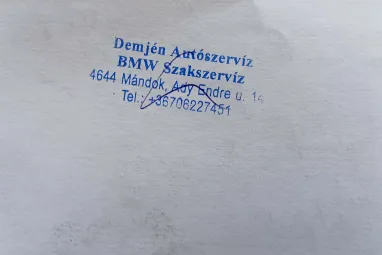 Demjén Autószervíz
BMW Szakszervíz
4644 Mándok, Ady Endre u. 14
Tel.: +36706227451